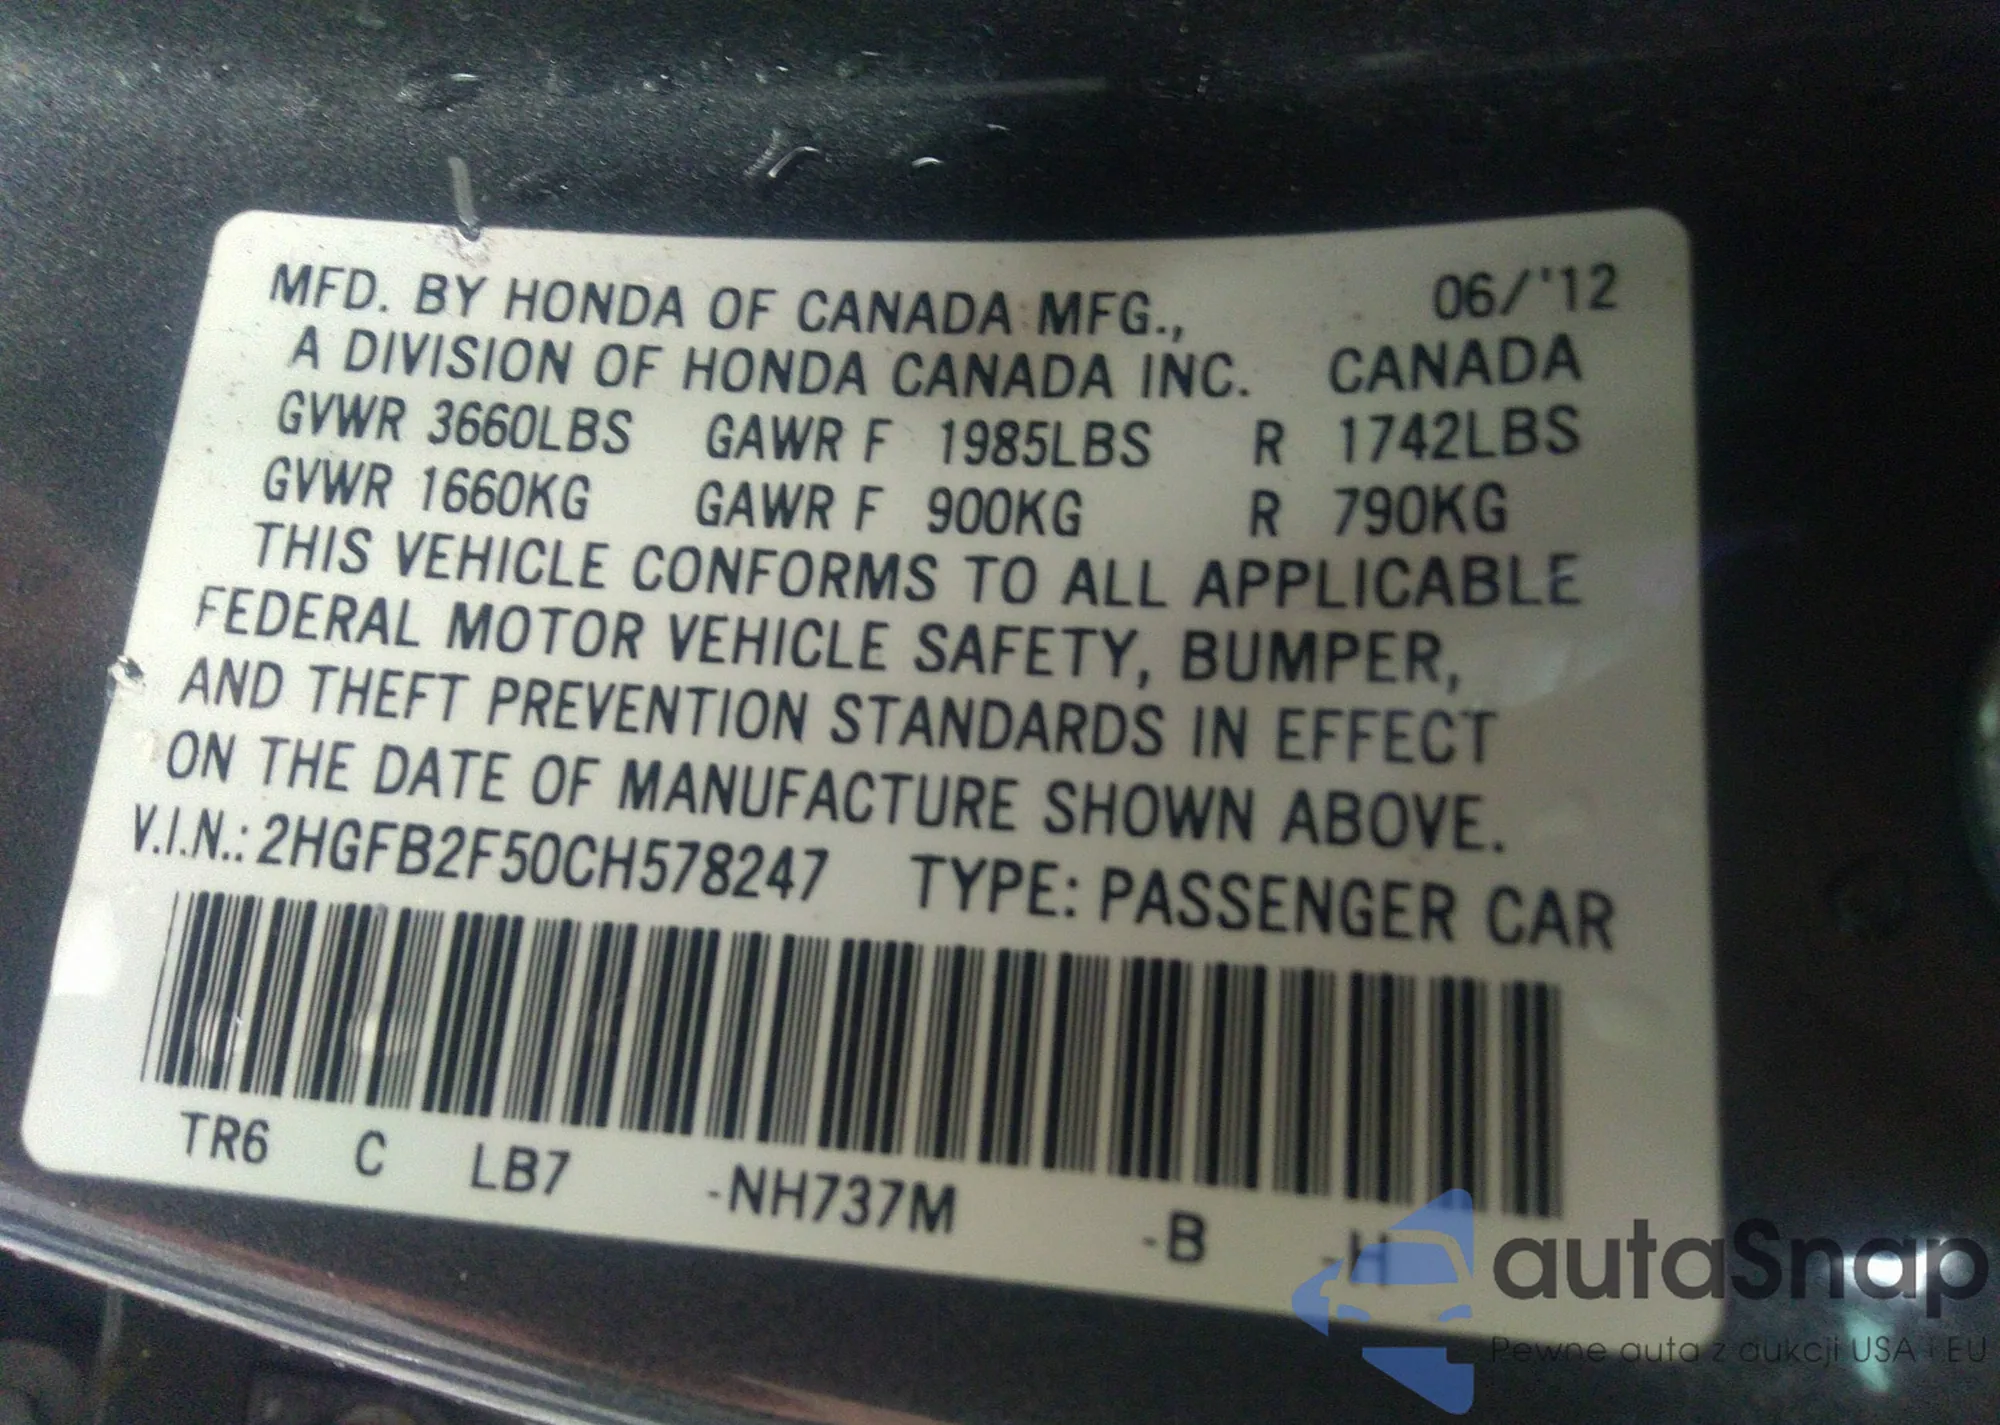 MFD. BY HONDA OF CANADA MFG., 06/'12
A DIVISION OF HONDA CANADA INC. CANADA
GVWR 3660LBS GAWR F 1985LBS R 1742LBS
GVWR 1660KG GAWR F 900KG R 790KG
THIS VEHICLE CONFORMS TO ALL APPLICABLE
FEDERAL MOTOR VEHICLE SAFETY, BUMPER,
AND THEFT PREVENTION STANDARDS IN EFFECT
ON THE DATE OF MANUFACTURE SHOWN ABOVE.
V.I.N.: 2HGFB2F50CH578247 TYPE: PASSENGER CAR
TR6 C LB7 -NH737M -B -H
autaSnap
Pewne auta z aukcji USA i EU